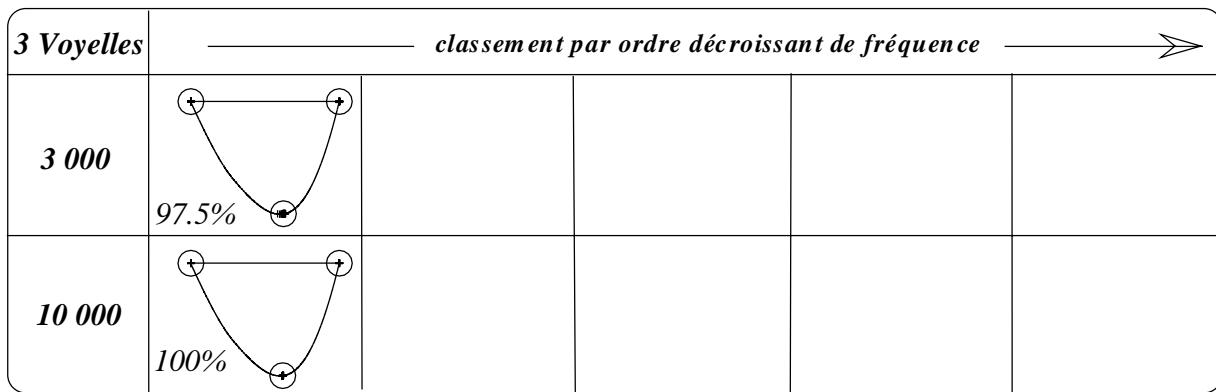 3 Voyelles classement par ordre décroissant de fréquence
3 000
97.5%
10 000
100%